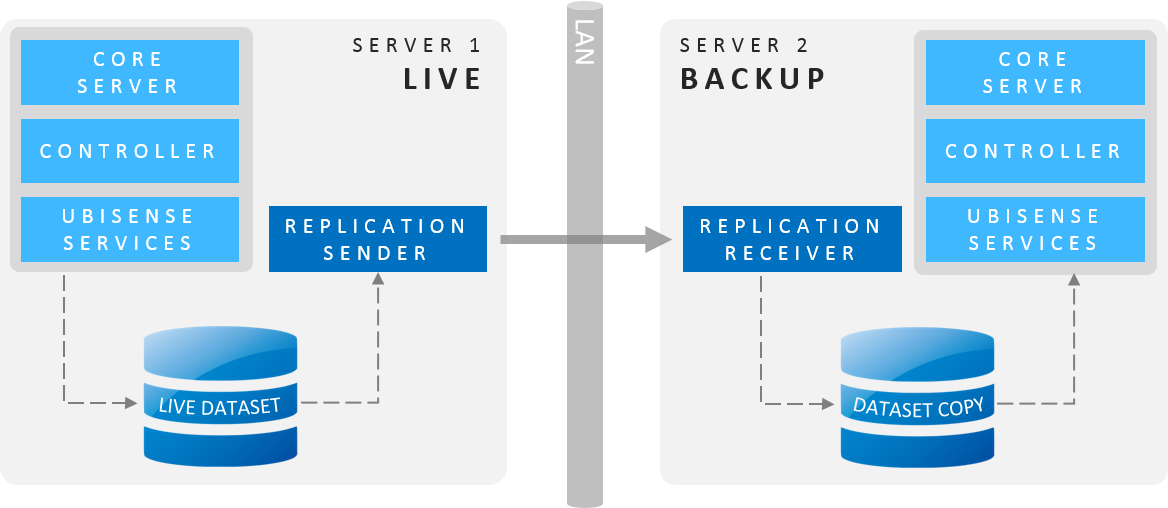 SERVER 1
LIVE
CORE
SERVER
CONTROLLER
UBISENSE
SERVICES
REPLICATION
SENDER
LIVE DATASET
LAN
SERVER 2
BACKUP
CORE
SERVER
CONTROLLER
UBISENSE
SERVICES
REPLICATION
RECEIVER
DATASET COPY